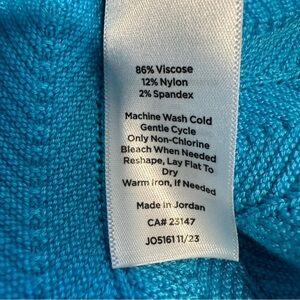 86% Viscose
12% Nylon
2% Spandex
Machine Wash Cold
Gentle Cycle
Only Non-Chlorine
Bleach When Needed
Reshape, Lay Flat To
Dry
Warm Iron, If Needed
Made in Jordan
CA# 23147
JO5161 11/23